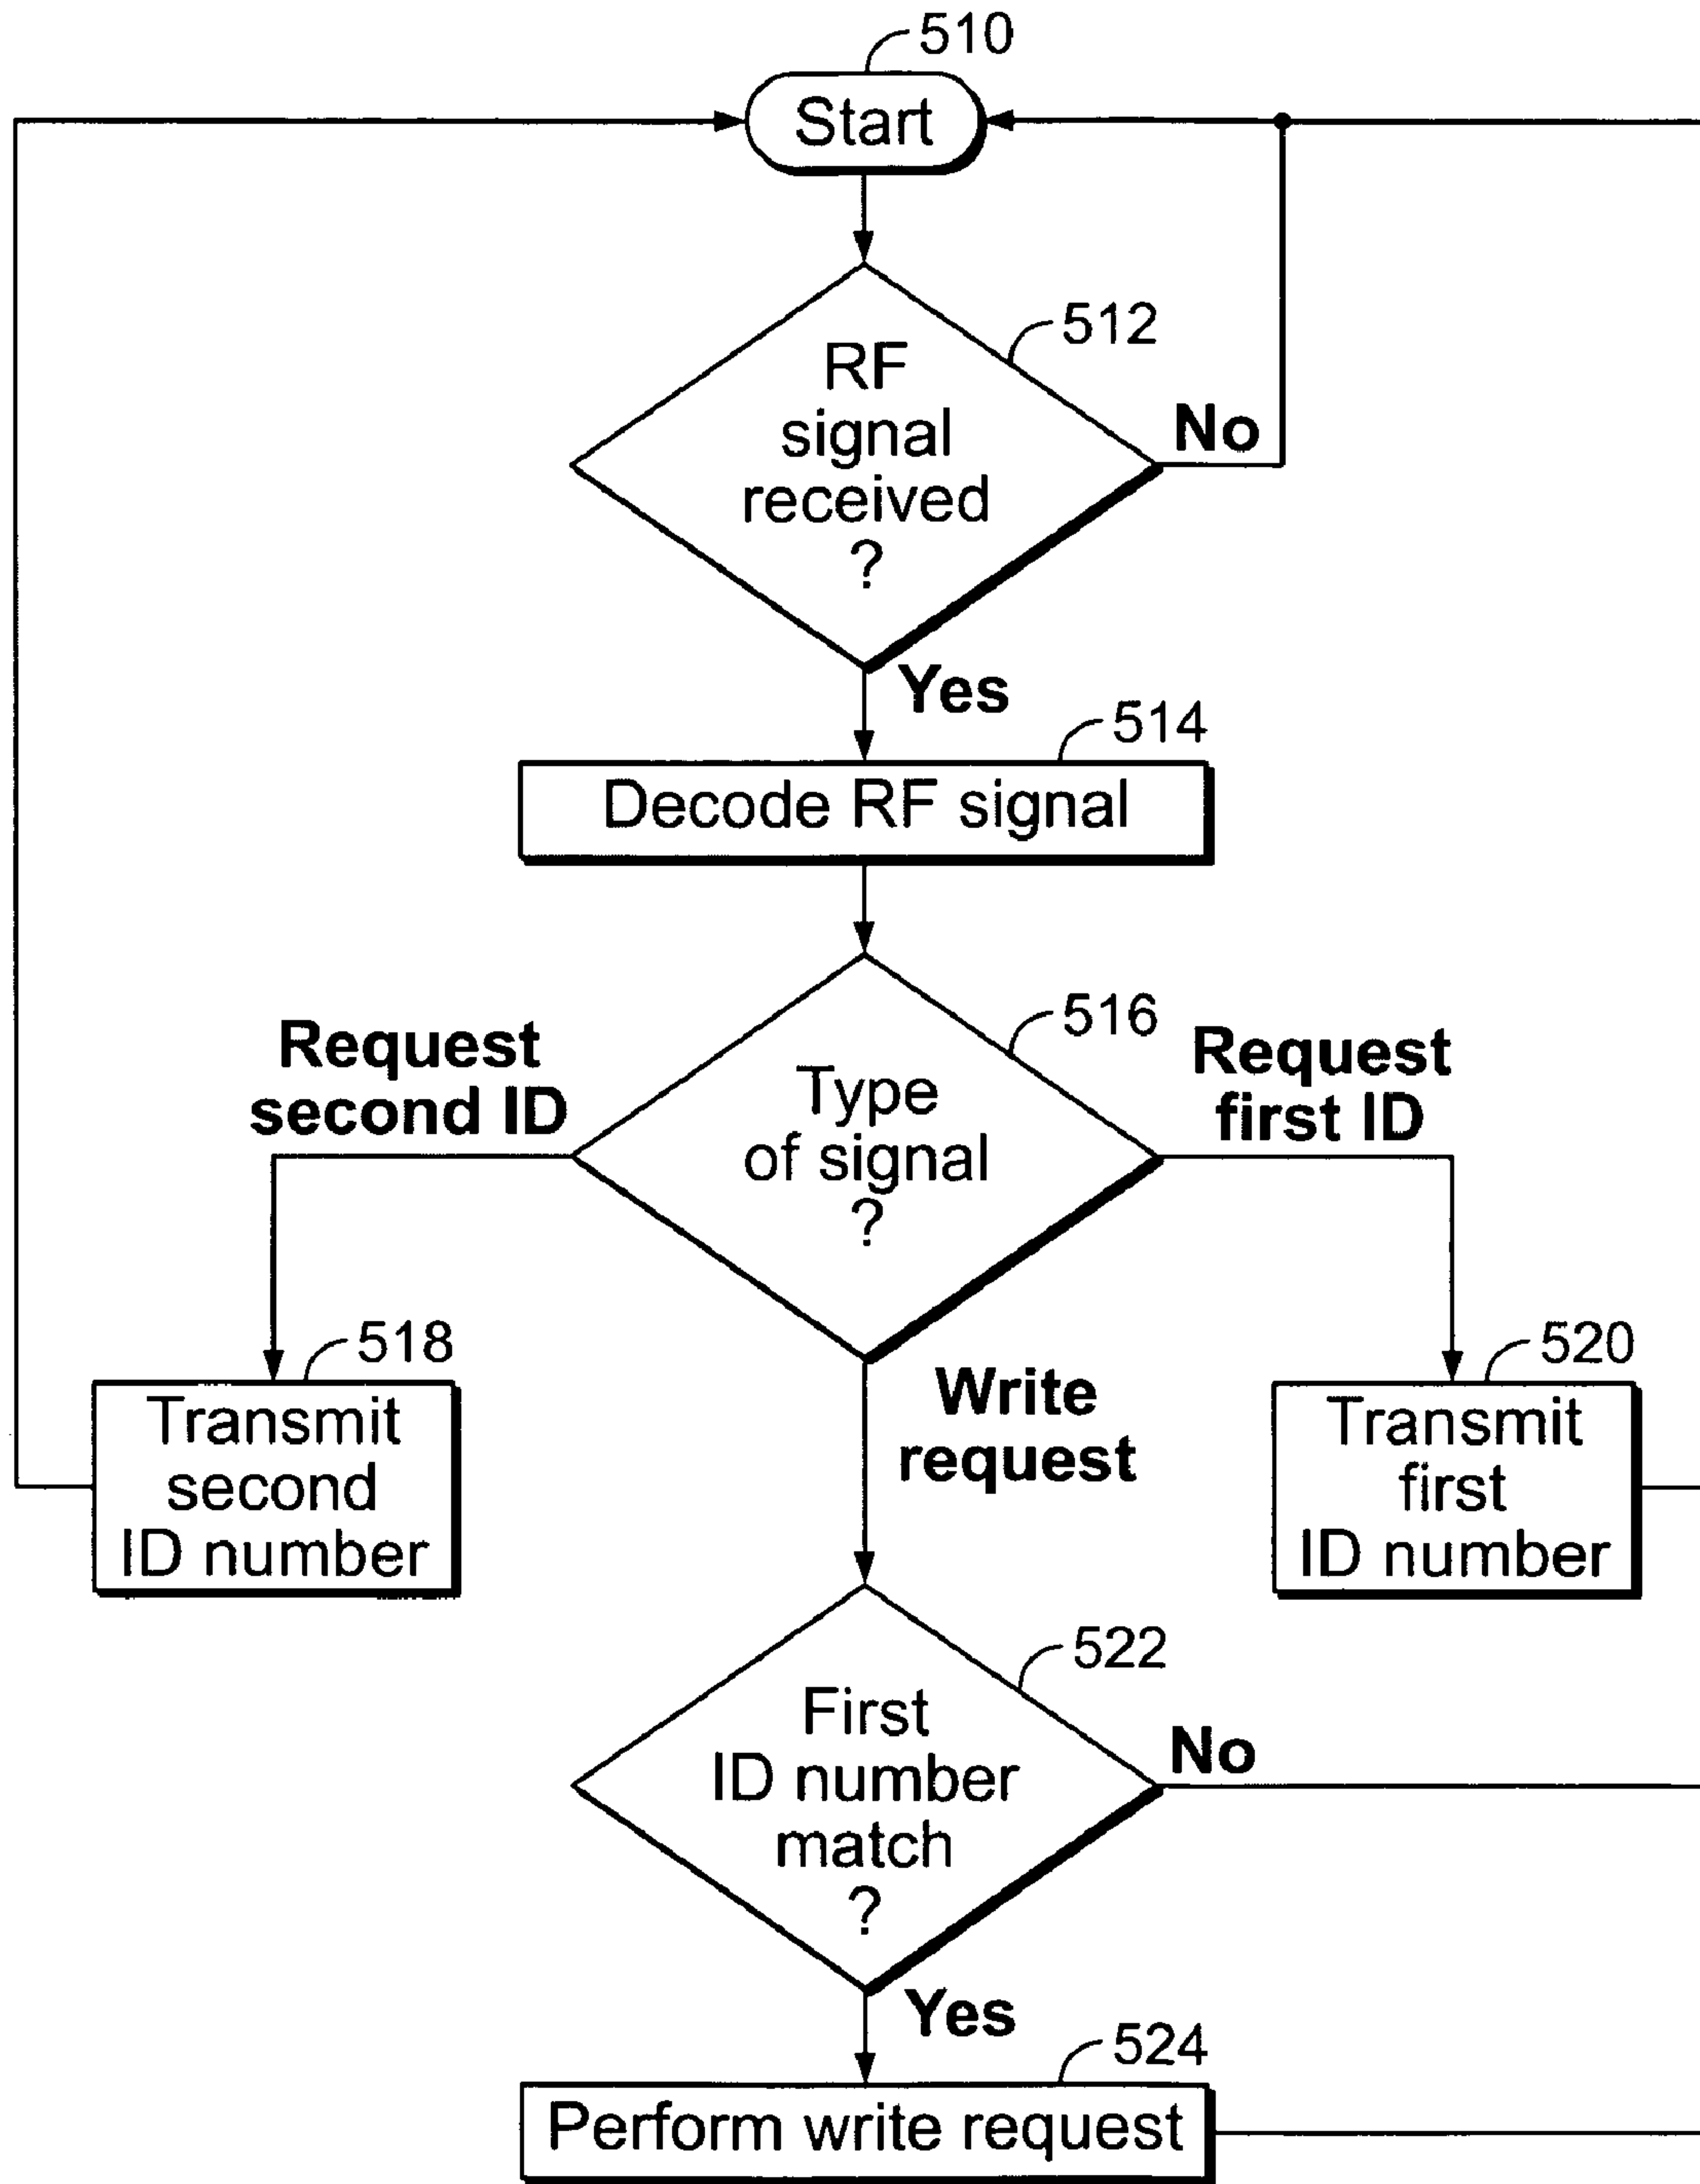 510
Start
512
RF
signal
received
?
No
Yes
514
Decode RF signal
516
Request
second ID
Type
of signal
?
Request
first ID
518
Transmit
second
ID number
Write
request
520
Transmit
first
ID number
522
First
ID number
match
?
No
Yes
524
Perform write request